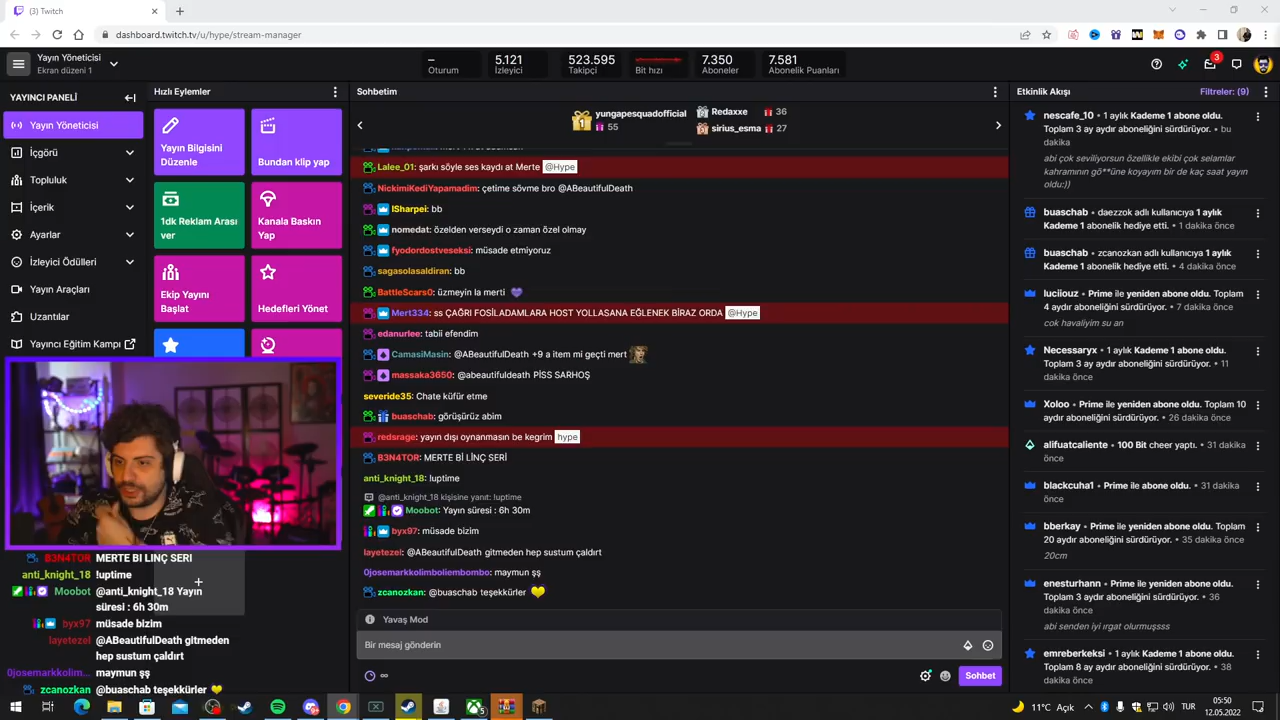 (3) Twitch
dashboard.twitch.tv/u/hype/stream-manager
Yayın Yöneticisi
Ekran düzeni 1
–
Oturum
5.121
İzleyici
523.595
Takipçi
Bit hızı
7.350
Aboneler
7.581
Abonelik Puanları
3
YAYINCI PANELİ
Yayın Yöneticisi
İçgörü
Topluluk
İçerik
Ayarlar
İzleyici Ödülleri
Yayın Araçları
Uzantılar
Yayıncı Eğitim Kampı
Hızlı Eylemler
Yayın Bilgisini
Düzenle
Bundan klip yap
1dk Reklam Arası
ver
Kanala Baskın
Yap
Ekip Yayını
Başlat
Hedefleri Yönet
B3N4TOR MERTE Bİ LİNÇ SERİ
anti_knight_18 !uptime
Moobot @anti_knight_18 Yayın
süresi : 6h 30m
byx97 müsade bizim
layetezel @ABeautifulDeath gitmeden
hep sustum çaldırt
0josemarkkolim... maymun şş
zcanozkan @buaschab teşekkürler
Sohbetim
1
yungapesquadofficial
55
Redaxxe 36
sirius_esma 27
Lalee_01: şarkı söyle ses kaydı at Merte @Hype
NickimiKediYapamadim: çetime sövme bro @ABeautifulDeath
ISharpei: bb
nomedat: özelden verseydi o zaman özel olmay
fyodordostveseksi: müsade etmiyoruz
sagasolasaldiran: bb
BattleScars0: üzmeyin la merti
Mert334: ss ÇAĞRI FOSİLADAMLARA HOST YOLLASANA EĞLENEK BİRAZ ORDA @Hype
edanurlee: tabii efendim
CamasiMasin: @ABeautifulDeath +9 a item mi geçti mert
massaka3650: @abeautifuldeath PİSS SARHOŞ
severide35: Chate küfür etme
buaschab: görüşürüz abim
redsrage: yayın dışı oynanmasın be kegrim hype
B3N4TOR: MERTE Bİ LİNÇ SERİ
anti_knight_18: !uptime
@anti_knight_18 kişisine yanıt: !uptime
Moobot: Yayın süresi : 6h 30m
byx97: müsade bizim
layetezel: @ABeautifulDeath gitmeden hep sustum çaldırt
0josemarkkolimboliembombo: maymun şş
zcanozkan: @buaschab teşekkürler
Yavaş Mod
Bir mesaj gönderin
∞
Sohbet
Etkinlik Akışı
Filtreler: (9)
nescafe_10 • 1 aylık Kademe 1 abone oldu.
Toplam 3 ay aydır aboneliğini sürdürüyor. • bu
dakika
abi çok seviliyorsun özellikle ekibi çok selamlar
kahramının gö**üne koyayım bir de kaç saat yayın
oldu:))
buaschab • daezzok adlı kullanıcıya 1 aylık
Kademe 1 abonelik hediye etti. • 1 dakika önce
buaschab • zcanozkan adlı kullanıcıya 1 aylık
Kademe 1 abonelik hediye etti. • 4 dakika önce
luciiouz • Prime ile yeniden abone oldu. Toplam
4 aydır aboneliğini sürdürüyor. • 7 dakika önce
cok havaliyim su an
Necessaryx • 1 aylık Kademe 1 abone oldu.
Toplam 3 ay aydır aboneliğini sürdürüyor. • 11
dakika önce
Xoloo • Prime ile yeniden abone oldu. Toplam 10
aydır aboneliğini sürdürüyor. • 26 dakika önce
alifuatcaliente • 100 Bit cheer yaptı. • 31 dakika
önce
blackcuha1 • Prime ile abone oldu. • 31 dakika
önce
bberkay • Prime ile yeniden abone oldu. Toplam
20 aydır aboneliğini sürdürüyor. • 35 dakika önce
20cm
enesturhann • Prime ile yeniden abone oldu.
Toplam 3 aydır aboneliğini sürdürüyor. • 36
dakika önce
abi senden iyi ırgat olurmuşsss
emreberkeksi • 1 aylık Kademe 1 abone oldu.
Toplam 8 ay aydır aboneliğini sürdürüyor. • 38
dakika önce
11°C Açık
TUR
05:50
12.05.2022